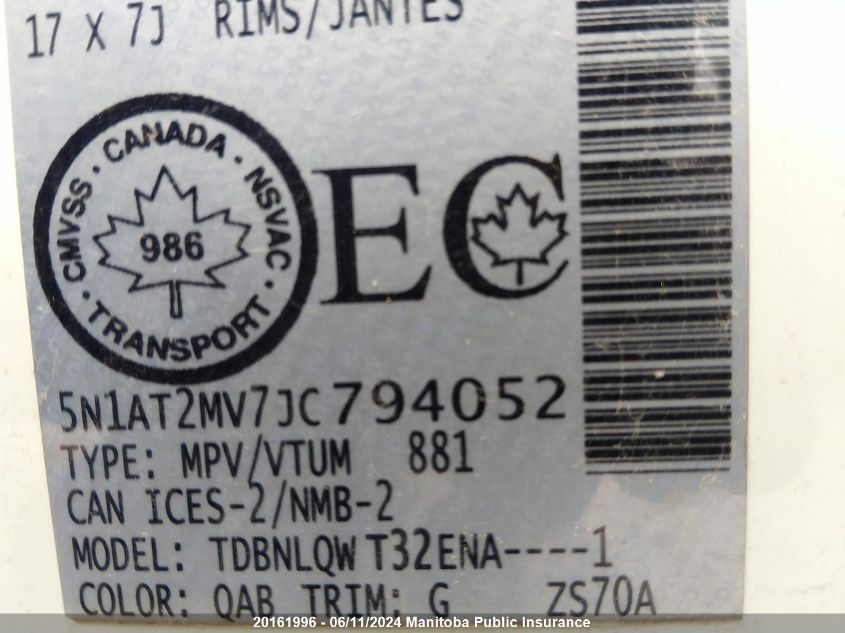 17 X 7J RIMS/JANTES
CMVSS · CANADA · NSVAC · TRANSPORT ·
986
EC
5N1AT2MV7JC794052
TYPE: MPV/VTUM 881
CAN ICES-2/NMB-2
MODEL: TDBNLQW T32ENA----1
COLOR: QAB TRIM: G ZS70A
20161996 - 06/11/2024 Manitoba Public Insurance